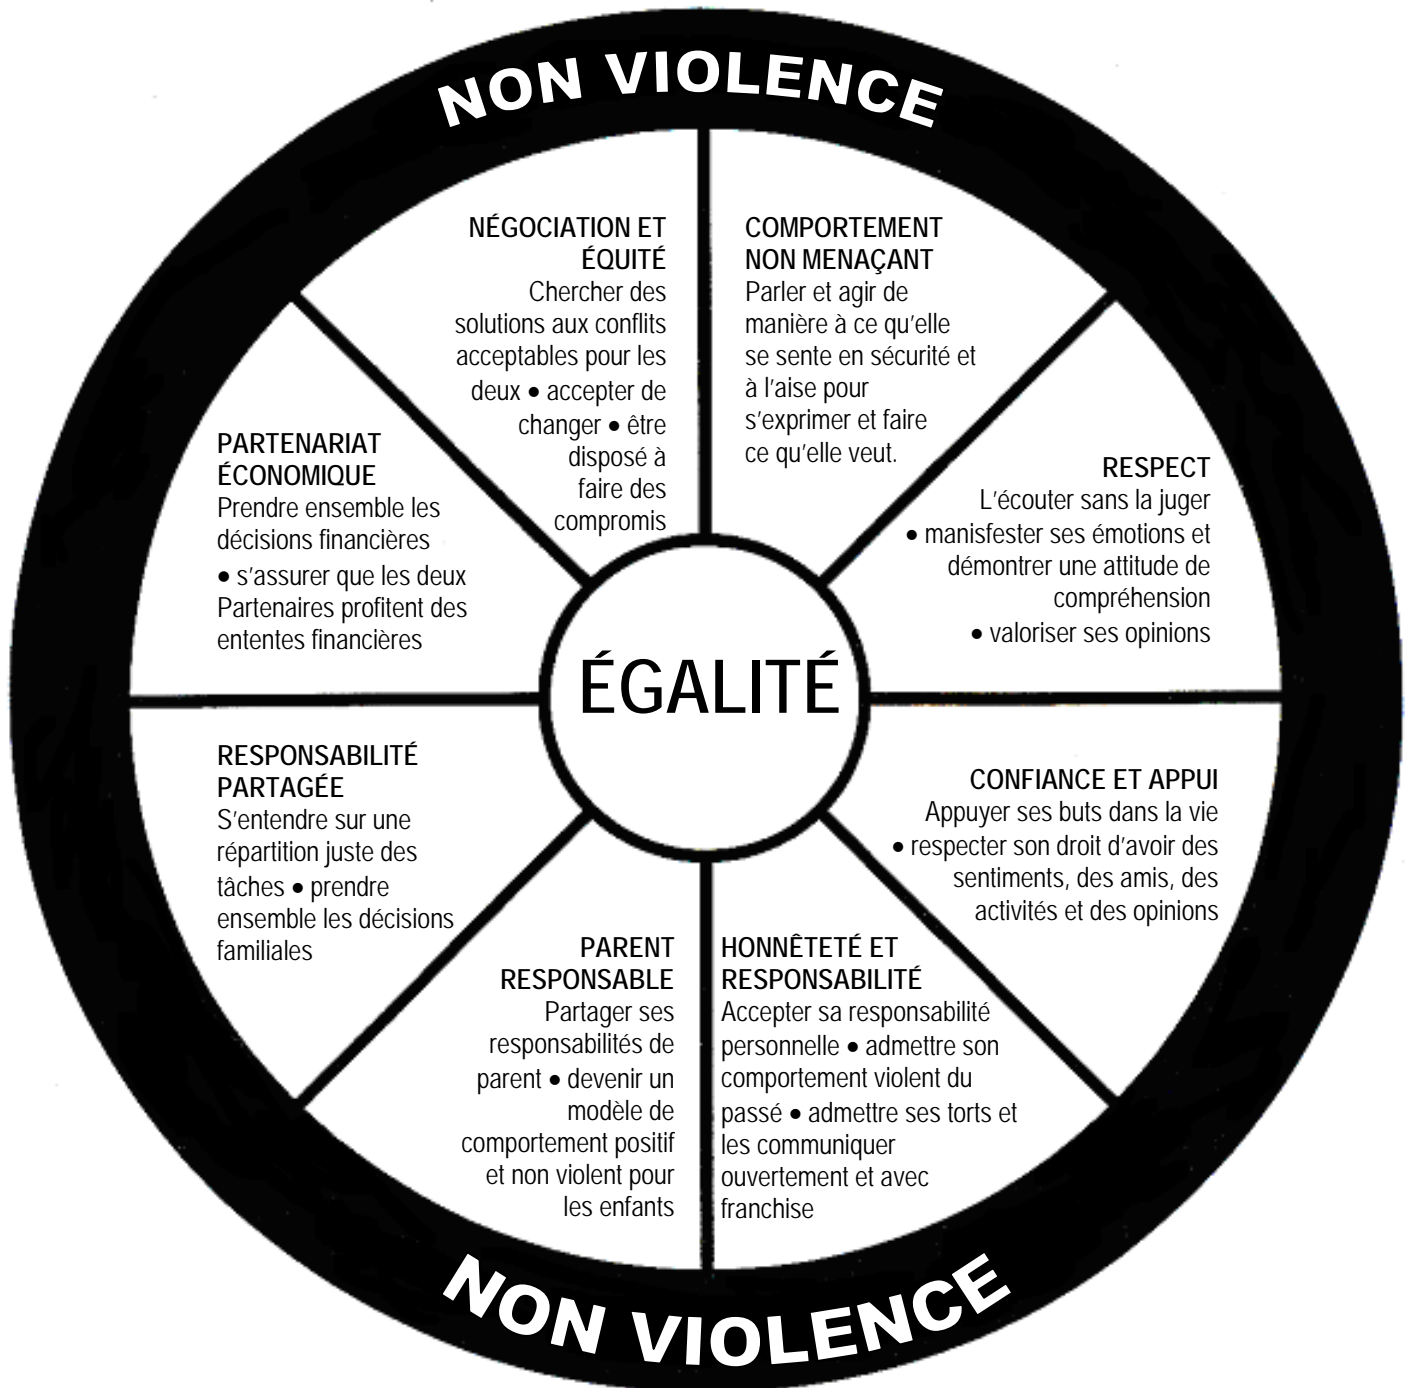 NON VIOLENCE
NÉGOCIATION ET
ÉQUITÉ
Chercher des
solutions aux conflits
acceptables pour les
deux • accepter de
changer • être
disposé à
faire des
compromis
COMPORTEMENT
NON MENAÇANT
Parler et agir de
manière à ce qu'elle
se sente en sécurité et
à l'aise pour
s'exprimer et faire
ce qu'elle veut.
PARTENARIAT
ÉCONOMIQUE
Prendre ensemble les
décisions financières
• s'assurer que les deux
Partenaires profitent des
ententes financières
RESPECT
L'écouter sans la juger
• manisfester ses émotions et
démontrer une attitude de
compréhension
• valoriser ses opinions
ÉGALITÉ
RESPONSABILITÉ
PARTAGÉE
S'entendre sur une
répartition juste des
tâches • prendre
ensemble les décisions
familiales
CONFIANCE ET APPUI
Appuyer ses buts dans la vie
• respecter son droit d'avoir des
sentiments, des amis, des
activités et des opinions
PARENT
RESPONSABLE
Partager ses
responsabilités de
parent • devenir un
modèle de
comportement positif
et non violent pour
les enfants
HONNÊTETÉ ET
RESPONSABILITÉ
Accepter sa responsabilité
personnelle • admettre son
comportement violent du
passé • admettre ses torts et
les communiquer
ouvertement et avec
franchise
NON VIOLENCE